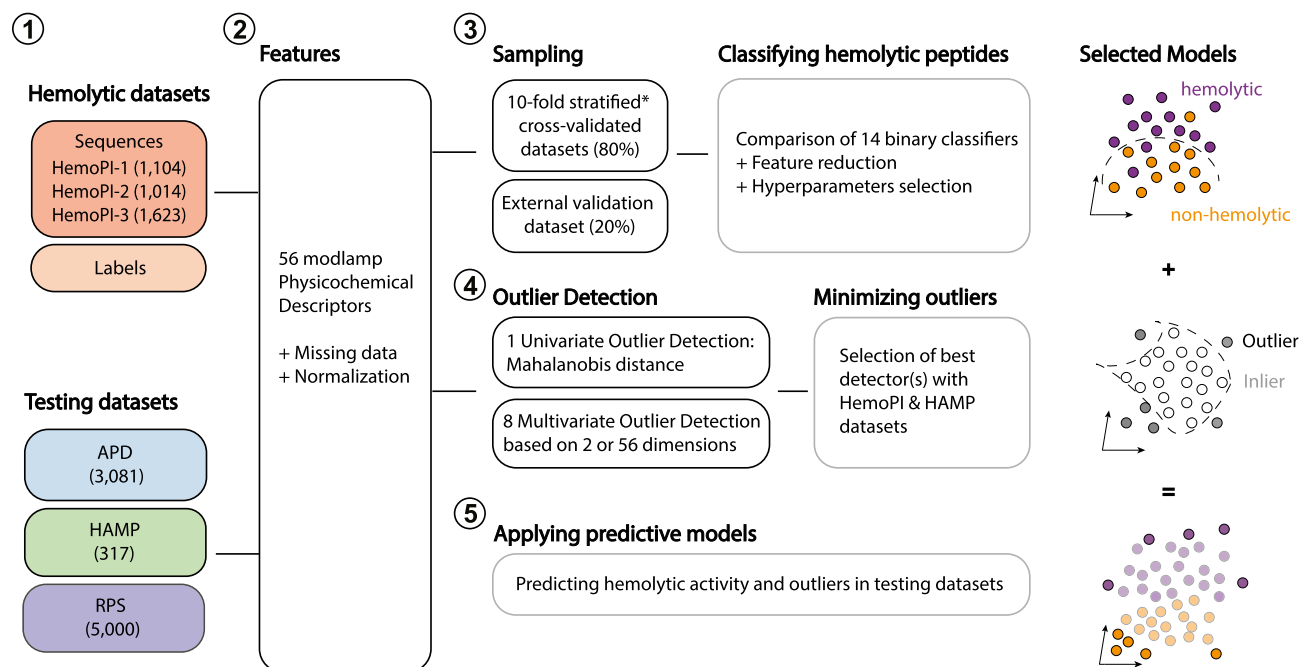 1
Hemolytic datasets
Sequences
HemoPI-1 (1,104)
HemoPI-2 (1,014)
HemoPI-3 (1,623)
Labels
Testing datasets
APD
(3,081)
HAMP
(317)
RPS
(5,000)
2
Features
56 modlamp
Physicochemical
Descriptors
+ Missing data
+ Normalization
3
Sampling
10-fold stratified*
cross-validated
datasets (80%)
External validation
dataset (20%)
Classifying hemolytic peptides
Comparison of 14 binary classifiers
+ Feature reduction
+ Hyperparameters selection
4
Outlier Detection
1 Univariate Outlier Detection:
Mahalanobis distance
8 Multivariate Outlier Detection
based on 2 or 56 dimensions
Minimizing outliers
Selection of best
detector(s) with
HemoPI & HAMP
datasets
5
Applying predictive models
Predicting hemolytic activity and outliers in testing datasets
Selected Models
hemolytic
non-hemolytic
+
Outlier
Inlier
=